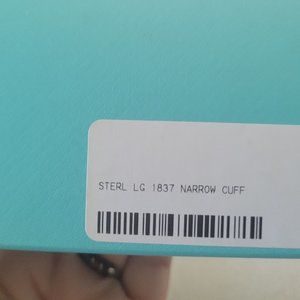 STERL LG 1837 NARROW CUFF